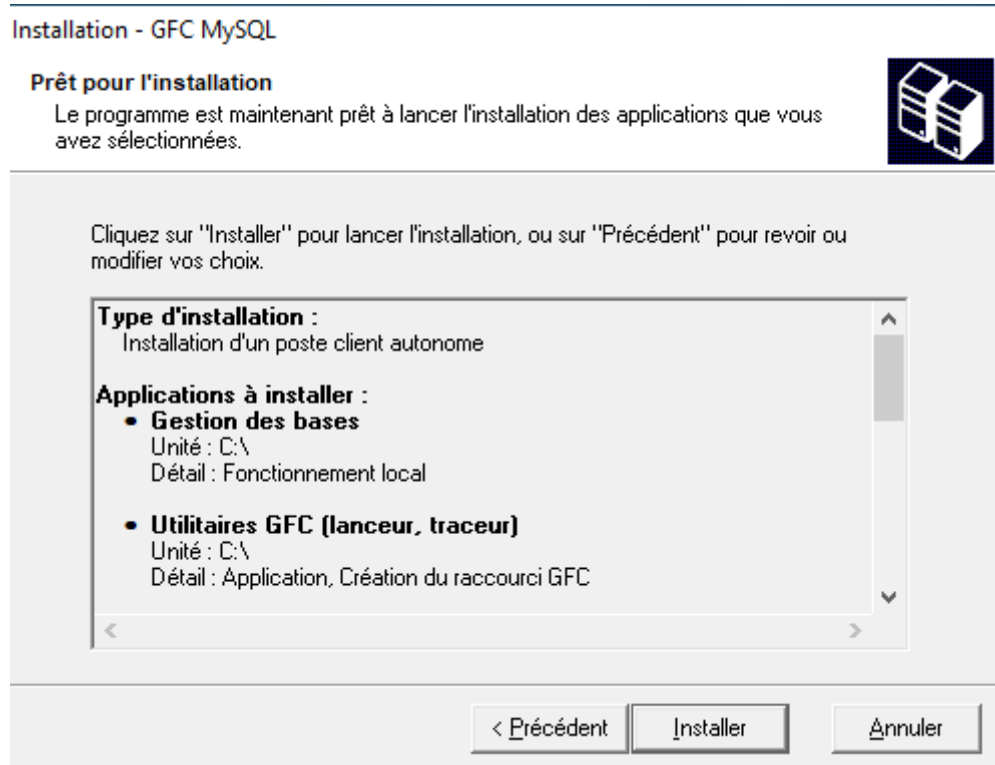 Installation - GFC MySQL
Prêt pour l'installation
Le programme est maintenant prêt à lancer l'installation des applications que vous
avez sélectionnées.
Cliquez sur "Installer" pour lancer l'installation, ou sur "Précédent" pour revoir ou
modifier vos choix.
Type d'installation :
Installation d'un poste client autonome
Applications à installer :
• Gestion des bases
Unité : C:\
Détail : Fonctionnement local
• Utilitaires GFC (lanceur, traceur)
Unité : C:\
Détail : Application, Création du raccourci GFC
< Précédent
Installer
Annuler